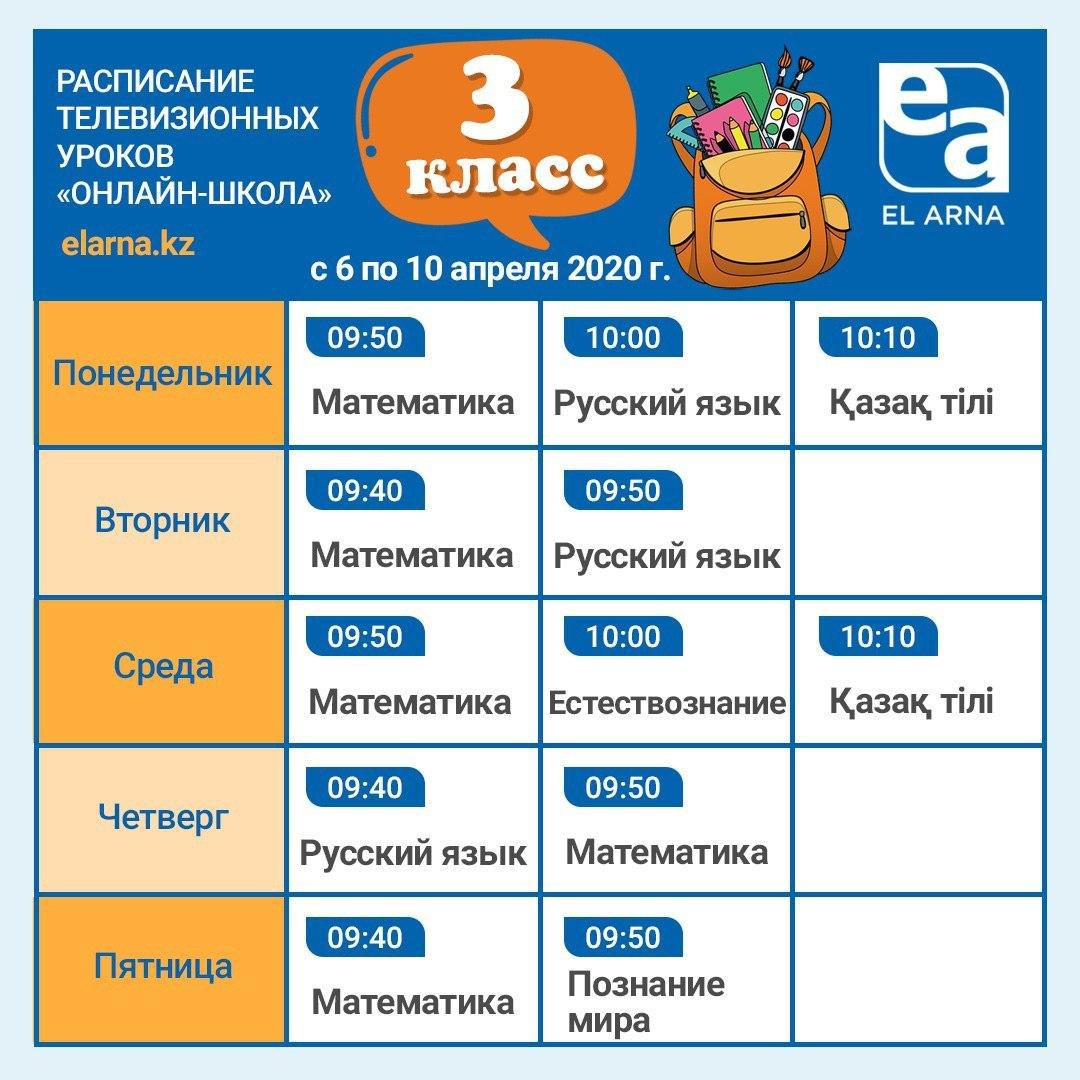 РАСПИСАНИЕ
ТЕЛЕВИЗИОННЫХ
УРОКОВ
«ОНЛАЙН-ШКОЛА»
elarna.kz
3
класс
с 6 по 10 апреля 2020 г.
ea
EL ARNA
Понедельник
09:50
Математика
10:00
Русский язык
10:10
Қазақ тілі
Вторник
09:40
Математика
09:50
Русский язык
Среда
09:50
Математика
10:00
Естествознание
10:10
Қазақ тілі
Четверг
09:40
Русский язык
09:50
Математика
Пятница
09:40
Математика
09:50
Познание
мира